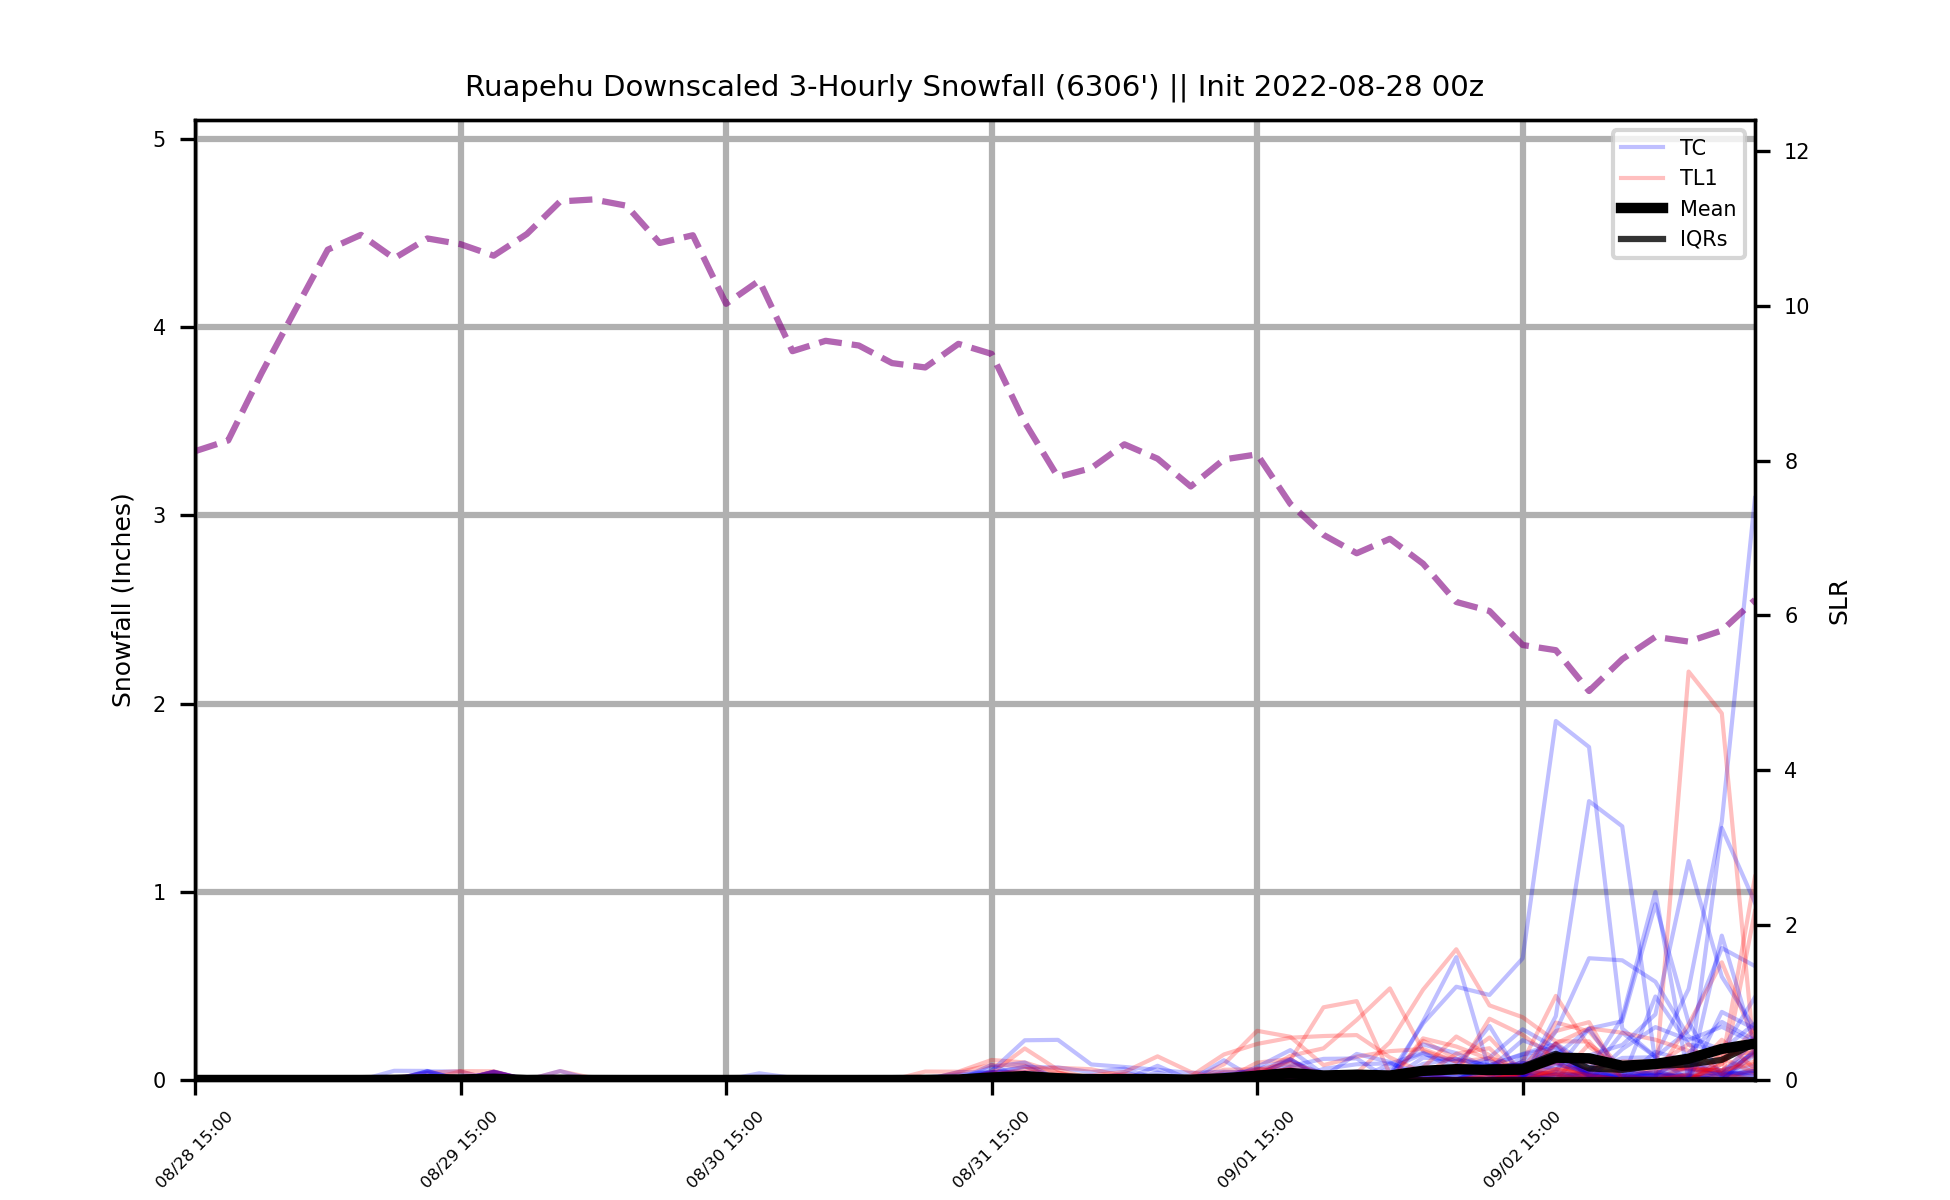 Ruapehu Downscaled 3-Hourly Snowfall (6306') || Init 2022-08-28 00z
5
4
3
2
1
0
Snowfall (Inches)
12
10
8
6
4
2
0
SLR
TC
TL1
Mean
IQRs
08/28 15:00
08/29 15:00
08/30 15:00
08/31 15:00
09/01 15:00
09/02 15:00